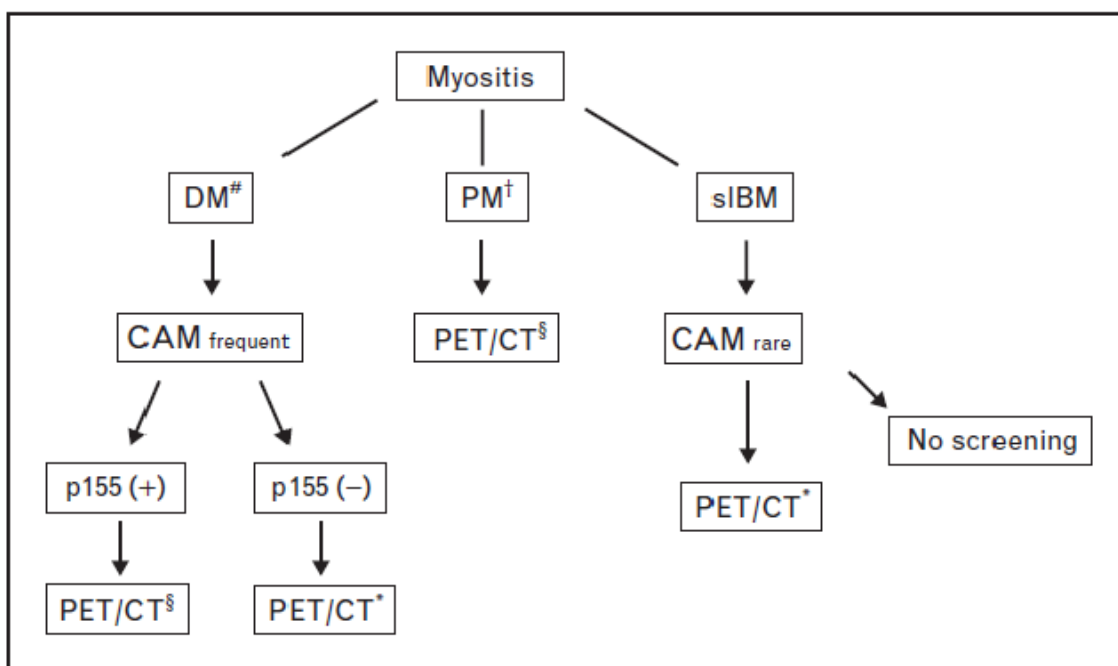 Myositis
DM# PM† sIBM
CAM frequent PET/CT§ CAM rare
No screening
p155 (+) p155 (−) PET/CT*
PET/CT§ PET/CT*